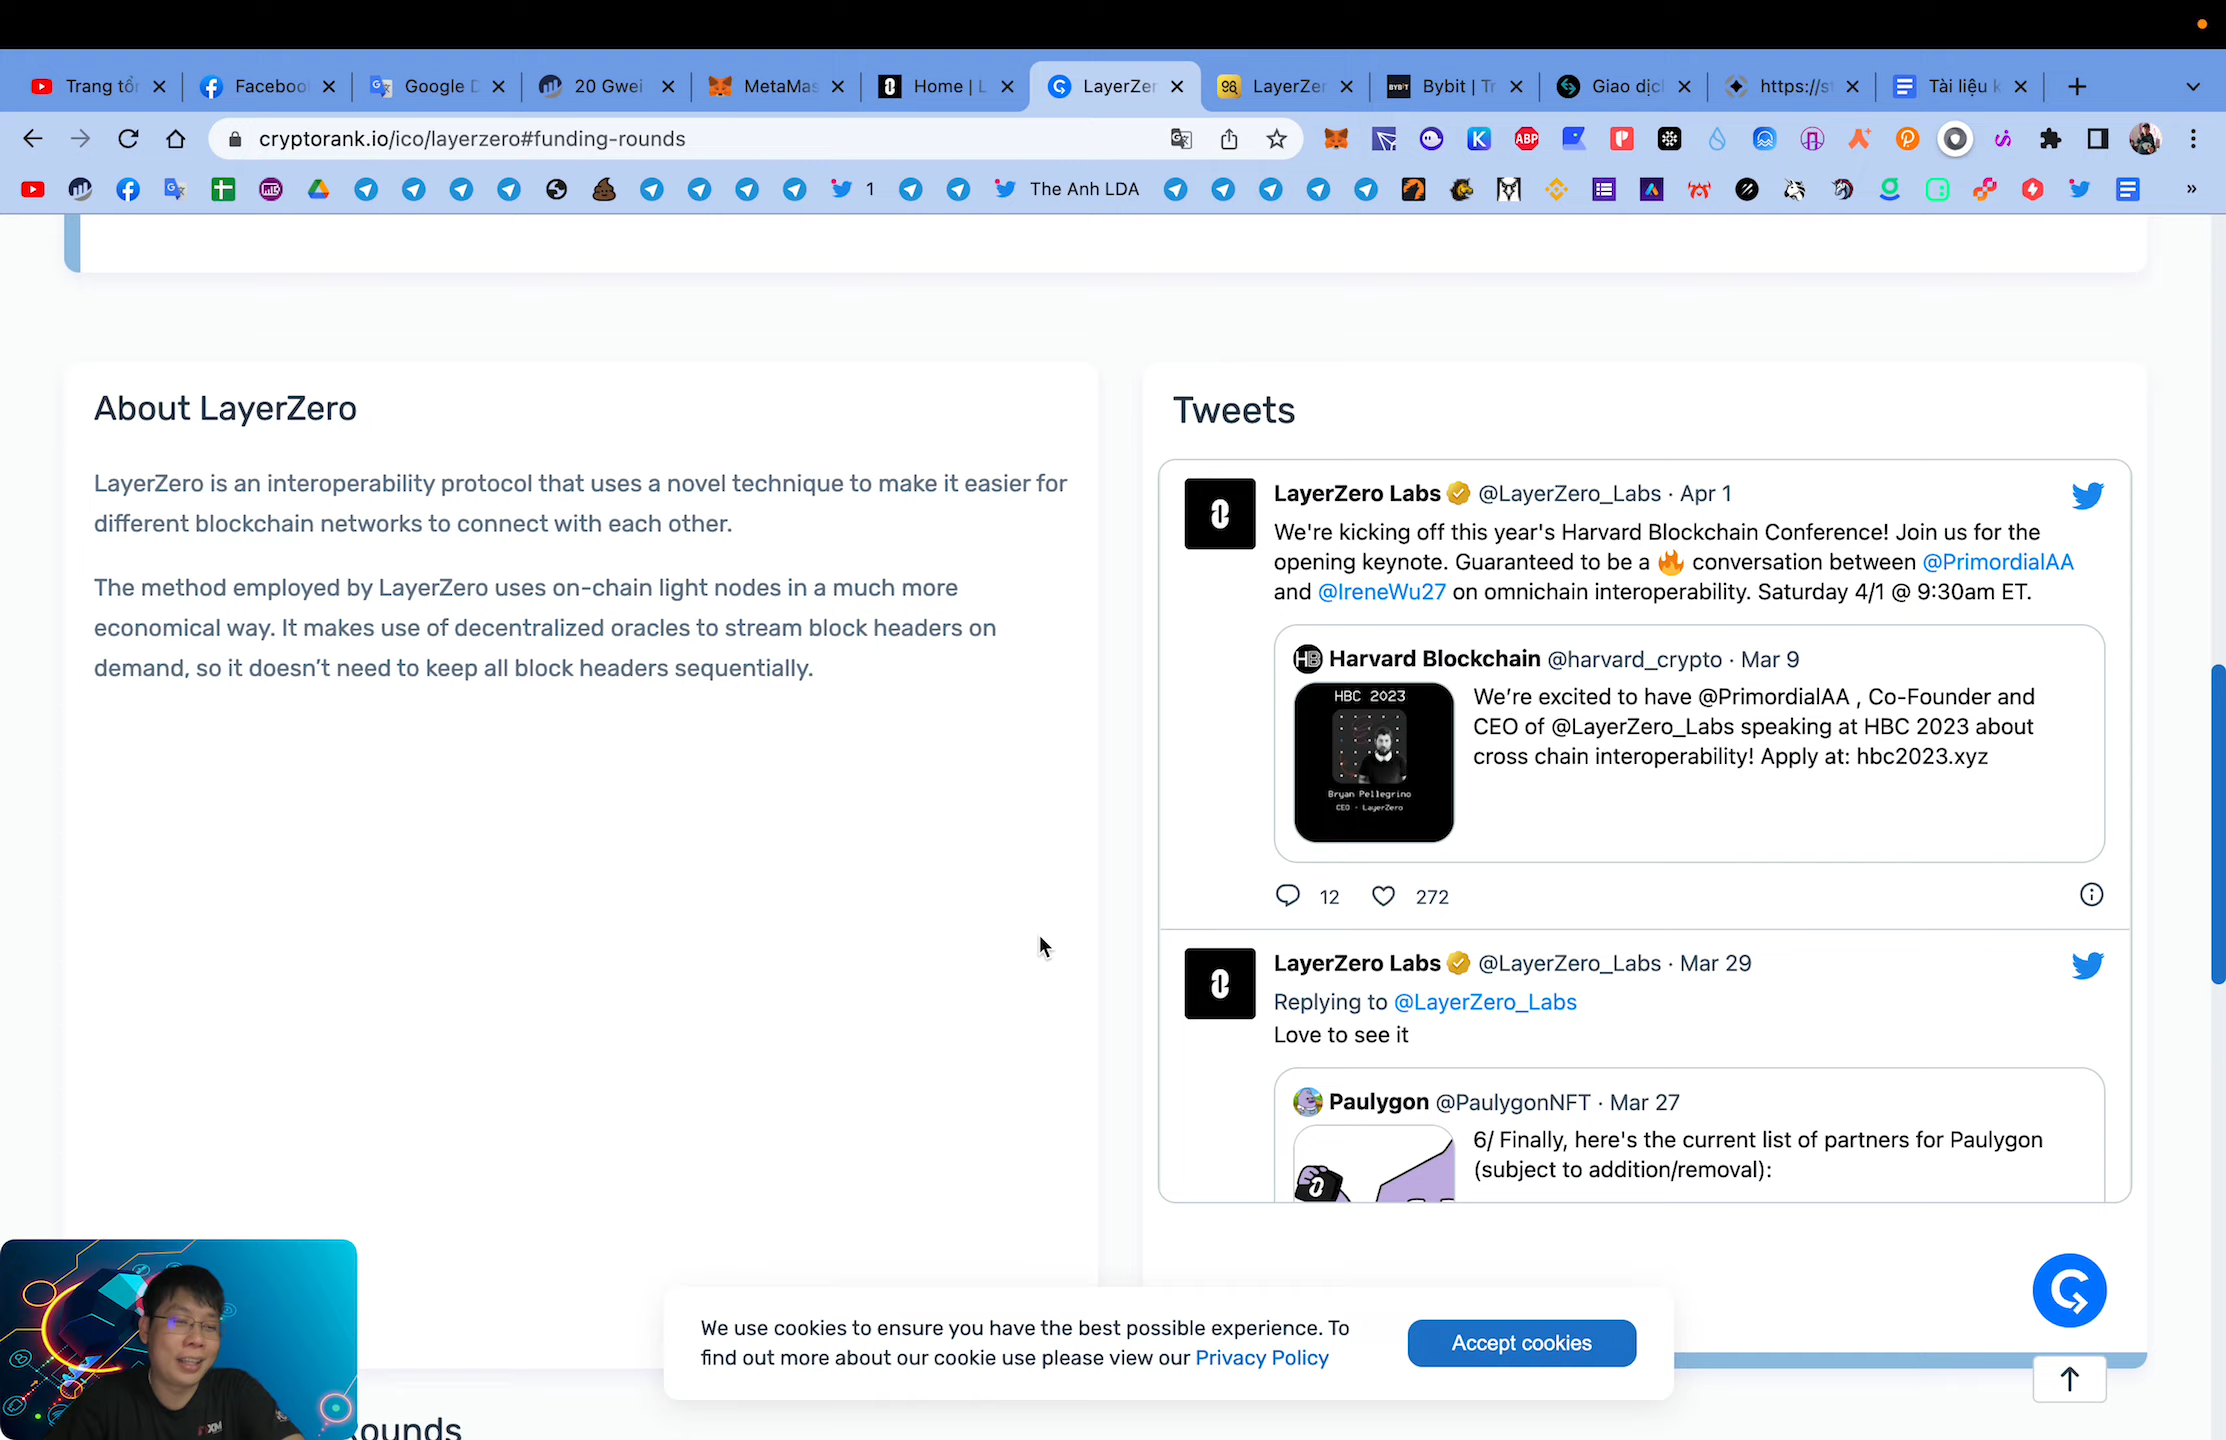 Trang tổn
Facebook
Google D
20 Gwei
MetaMas
Home | L
LayerZer
LayerZer
Bybit | Tr
Giao dịc
https://st
Tài liệu k
cryptorank.io/ico/layerzero#funding-rounds
ABP
1
The Anh LDA
About LayerZero
LayerZero is an interoperability protocol that uses a novel technique to make it easier for
different blockchain networks to connect with each other.
The method employed by LayerZero uses on-chain light nodes in a much more
economical way. It makes use of decentralized oracles to stream block headers on
demand, so it doesn’t need to keep all block headers sequentially.
Tweets
LayerZero Labs @LayerZero_Labs · Apr 1
We're kicking off this year's Harvard Blockchain Conference! Join us for the
opening keynote. Guaranteed to be a 🔥 conversation between @PrimordialAA
and @IreneWu27 on omnichain interoperability. Saturday 4/1 @ 9:30am ET.
Harvard Blockchain @harvard_crypto · Mar 9
HBC 2023
Bryan Pellegrino
CEO - LayerZero
We’re excited to have @PrimordialAA , Co-Founder and
CEO of @LayerZero_Labs speaking at HBC 2023 about
cross chain interoperability! Apply at: hbc2023.xyz
12
272
LayerZero Labs @LayerZero_Labs · Mar 29
Replying to @LayerZero_Labs
Love to see it
Paulygon @PaulygonNFT · Mar 27
6/ Finally, here's the current list of partners for Paulygon
(subject to addition/removal):
We use cookies to ensure you have the best possible experience. To
find out more about our cookie use please view our Privacy Policy
Accept cookies
ounds